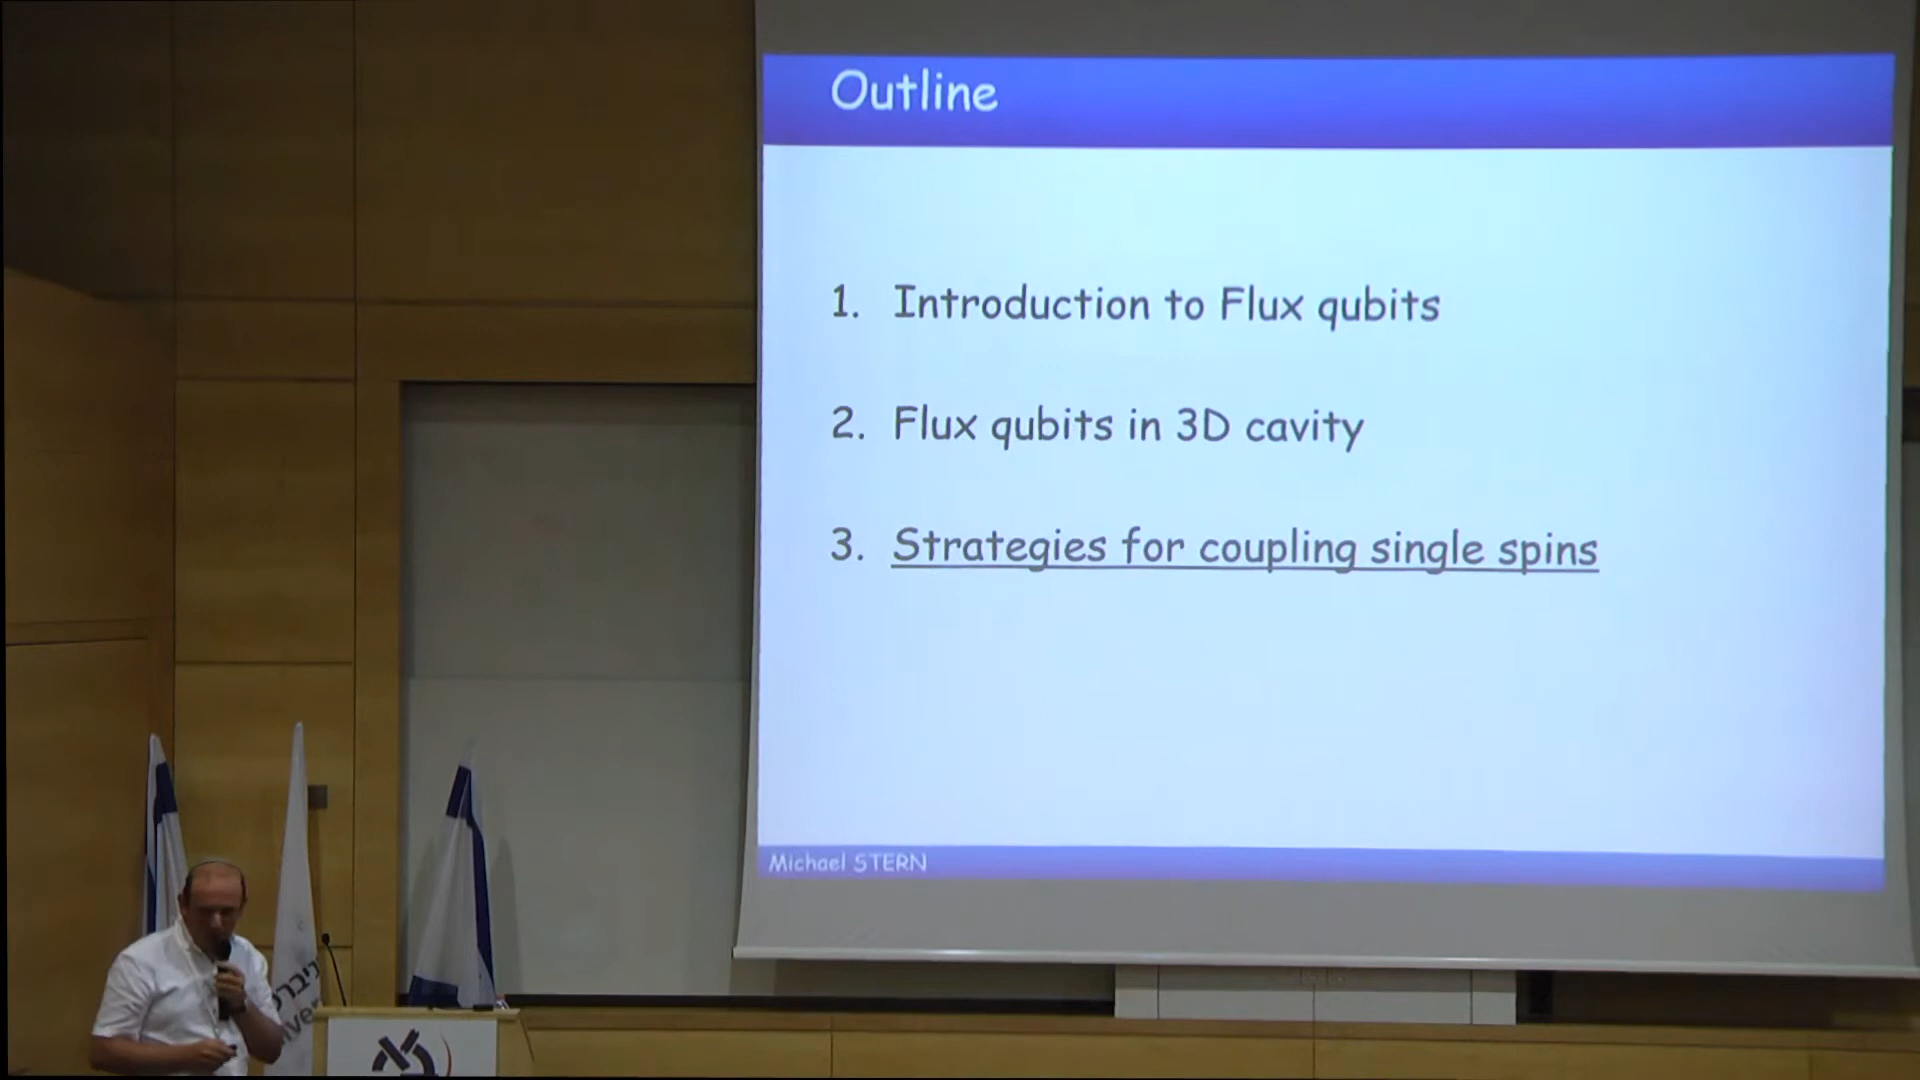 Outline
1. Introduction to Flux qubits
2. Flux qubits in 3D cavity
3. Strategies for coupling single spins
Michael STERN